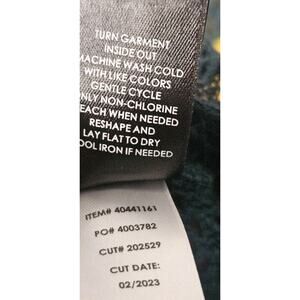 TURN GARMENT
INSIDE OUT
MACHINE WASH COLD
WITH LIKE COLORS
GENTLE CYCLE
ONLY NON-CHLORINE
BLEACH WHEN NEEDED
RESHAPE AND
LAY FLAT TO DRY
COOL IRON IF NEEDED
ITEM# 40441161
PO# 4003782
CUT# 202529
CUT DATE:
02/2023